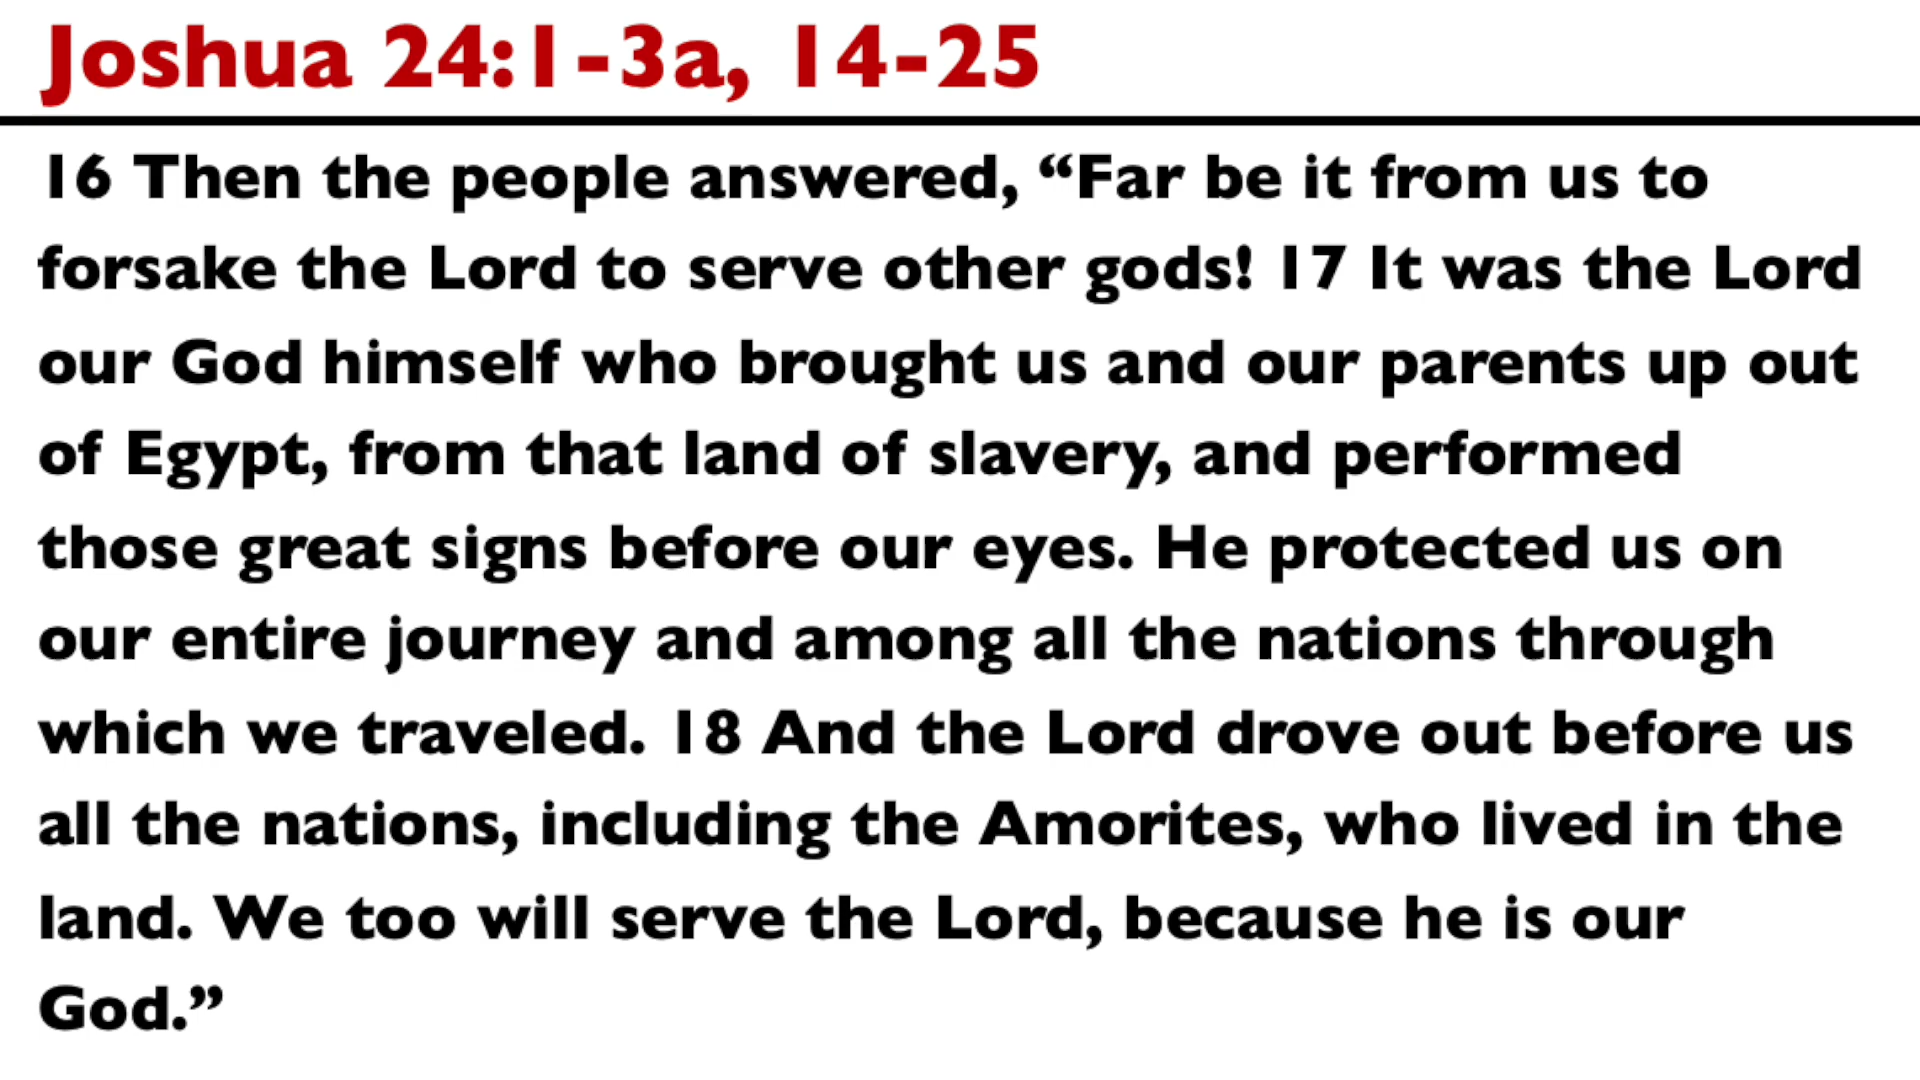 Joshua 24:1-3a, 14-25
16 Then the people answered, “Far be it from us to
forsake the Lord to serve other gods! 17 It was the Lord
our God himself who brought us and our parents up out
of Egypt, from that land of slavery, and performed
those great signs before our eyes. He protected us on
our entire journey and among all the nations through
which we traveled. 18 And the Lord drove out before us
all the nations, including the Amorites, who lived in the
land. We too will serve the Lord, because he is our
God.”